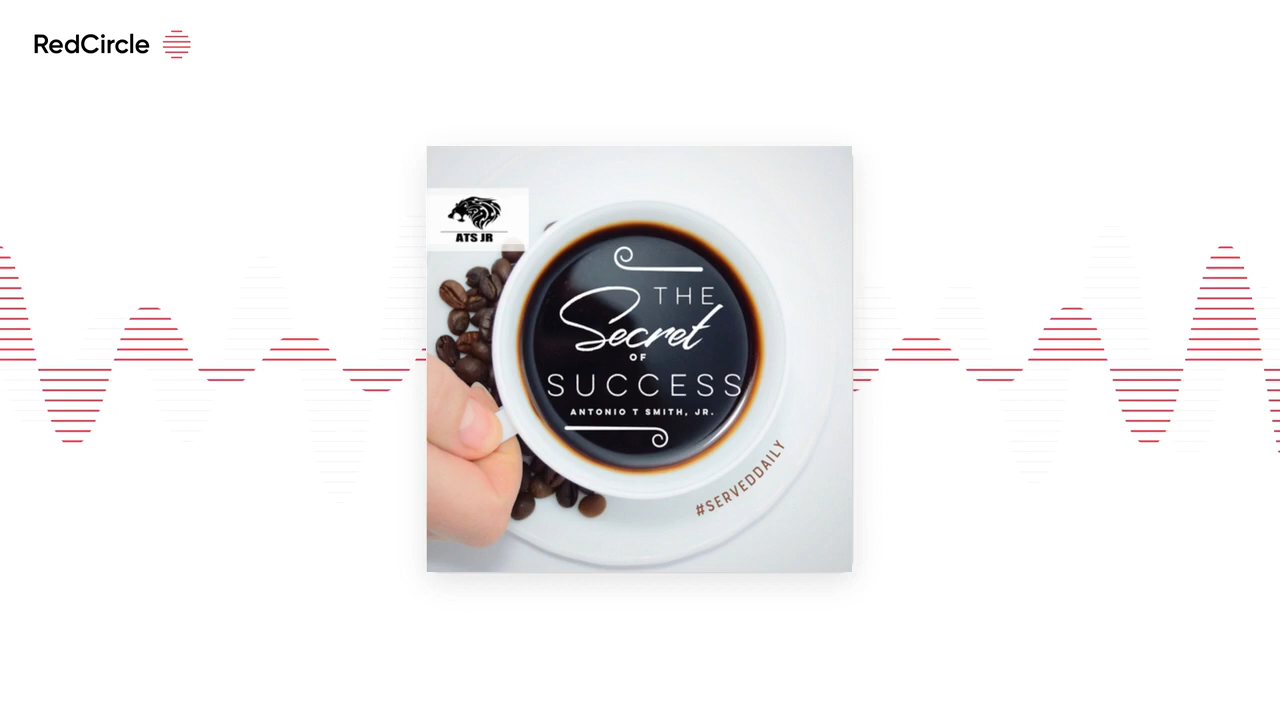 RedCircle
ATS JR
THE
Secret
OF
SUCCESS
ANTONIO T SMITH, JR.
#SERVEDDAILY